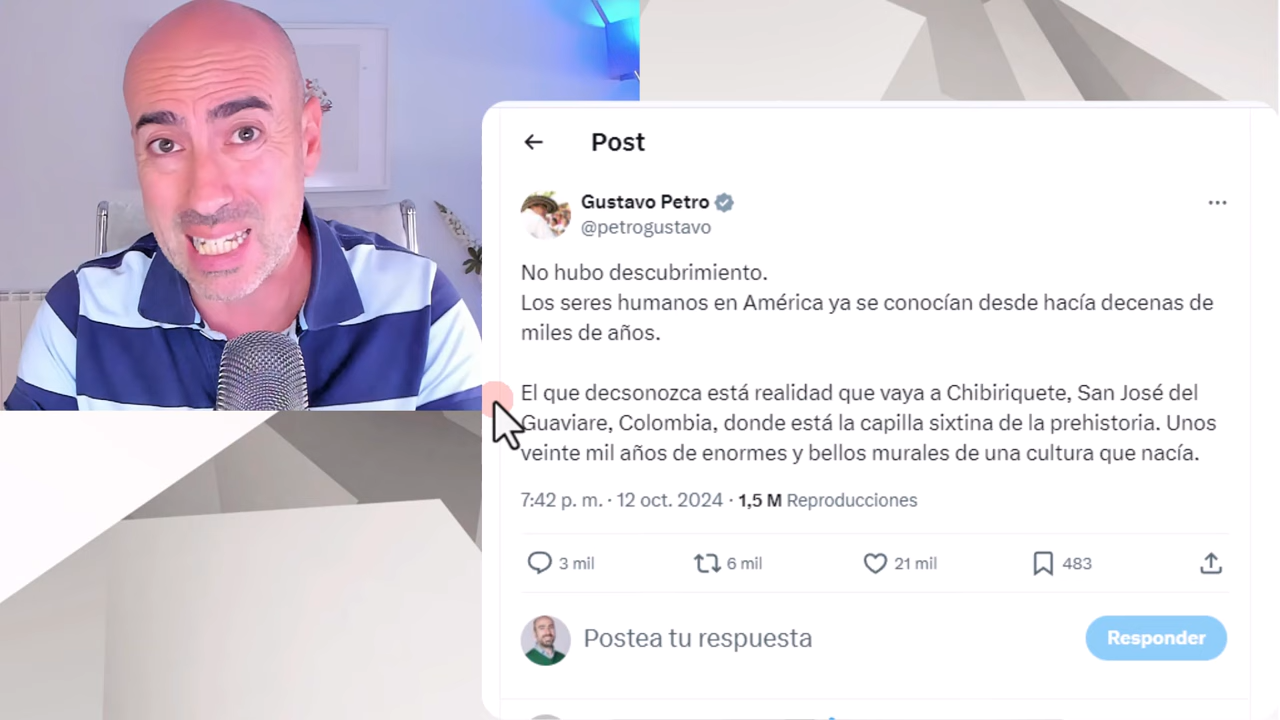 Post
Gustavo Petro
@petrogustavo
No hubo descubrimiento.
Los seres humanos en América ya se conocían desde hacía decenas de
miles de años.
El que decsonozca está realidad que vaya a Chibiriquete, San José del
Guaviare, Colombia, donde está la capilla sixtina de la prehistoria. Unos
veinte mil años de enormes y bellos murales de una cultura que nacía.
7:42 p. m. · 12 oct. 2024 · 1,5 M Reproducciones
3 mil 6 mil 21 mil 483
Postea tu respuesta Responder